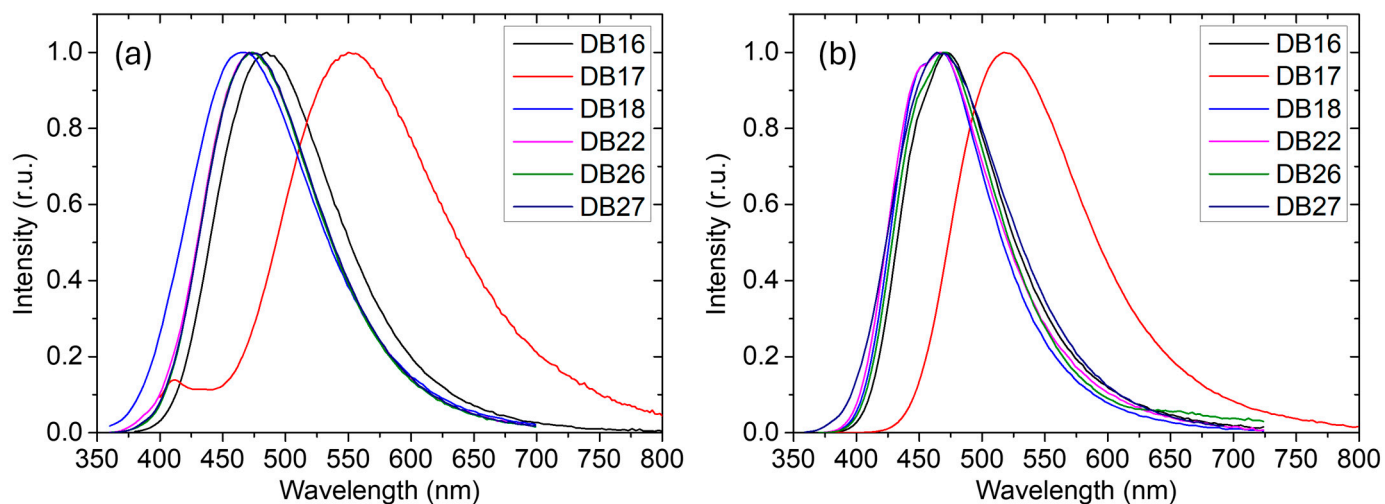 (a)
DB16
DB17
DB18
DB22
DB26
DB27
Intensity (r.u.)
1.0
0.8
0.6
0.4
0.2
0.0
350 400 450 500 550 600 650 700 750 800
Wavelength (nm)
(b)
DB16
DB17
DB18
DB22
DB26
DB27
Intensity (r.u.)
1.0
0.8
0.6
0.4
0.2
0.0
350 400 450 500 550 600 650 700 750 800
Wavelength (nm)